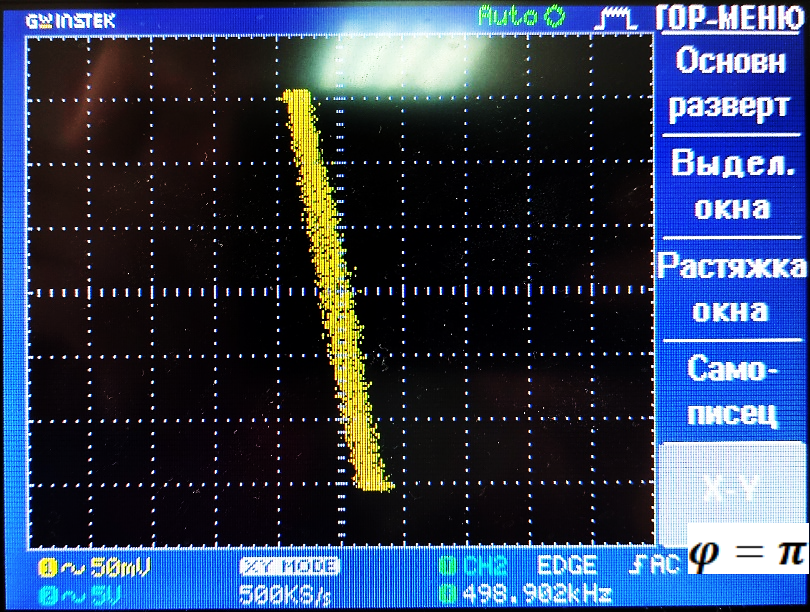 GWINSTEK
Auto
ГОР-МЕНЮ
Основн
разверт
Выдел.
окна
Растяжка
окна
Само-
писец
X-Y
φ = π
1 ~ 50mV
XY MODE
CH2 EDGE AC
2 ~ 5V
500KS/s
498.902kHz